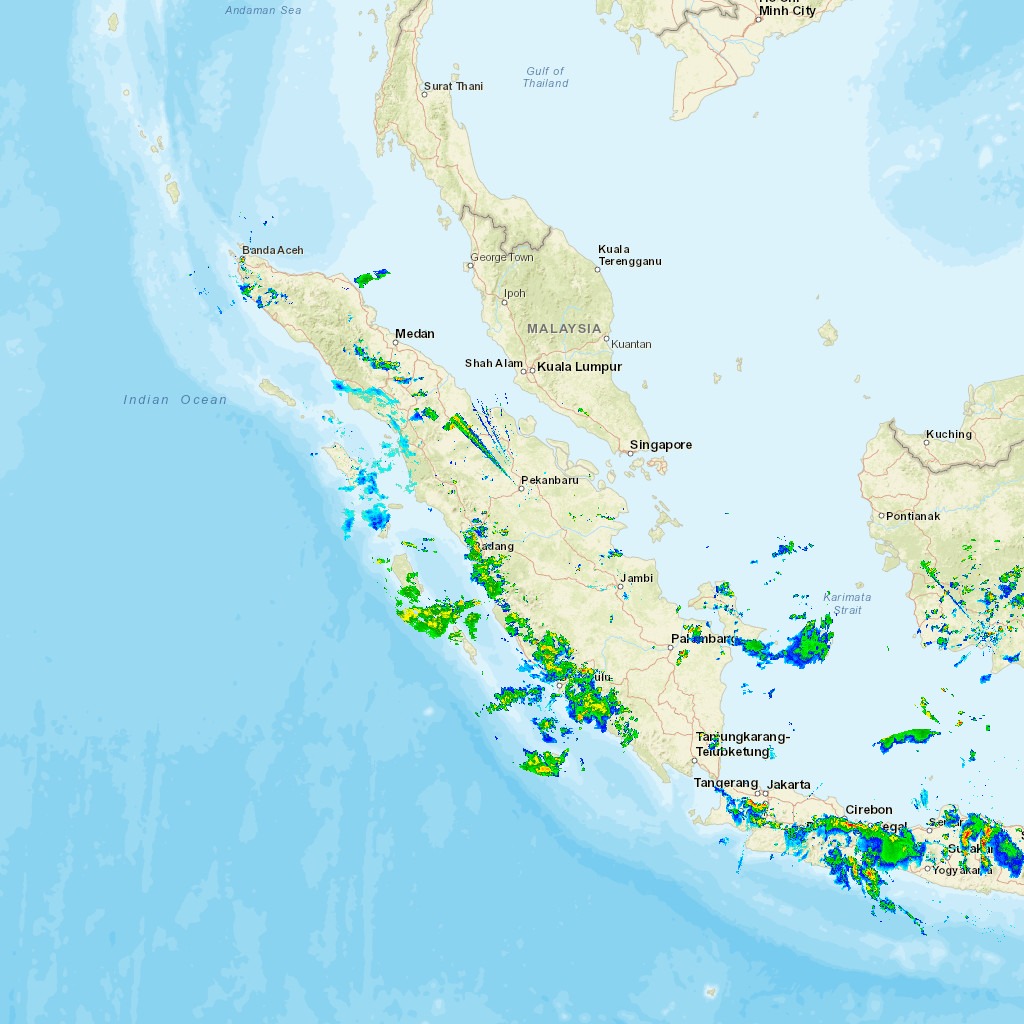 Andaman Sea
Minh City
Gulf of
Thailand
Surat Thani
Banda Aceh
George Town
Kuala
Terengganu
Ipoh
MALAYSIA
Medan
Kuantan
Shah Alam
Kuala Lumpur
Indian Ocean
Kuching
Singapore
Pekanbaru
Pontianak
Padang
Jambi
Karimata
Strait
Palembang
Tanjungkarang-
Telubketung
Tangerang
Jakarta
Cirebon
Tegal
Yogyakarta